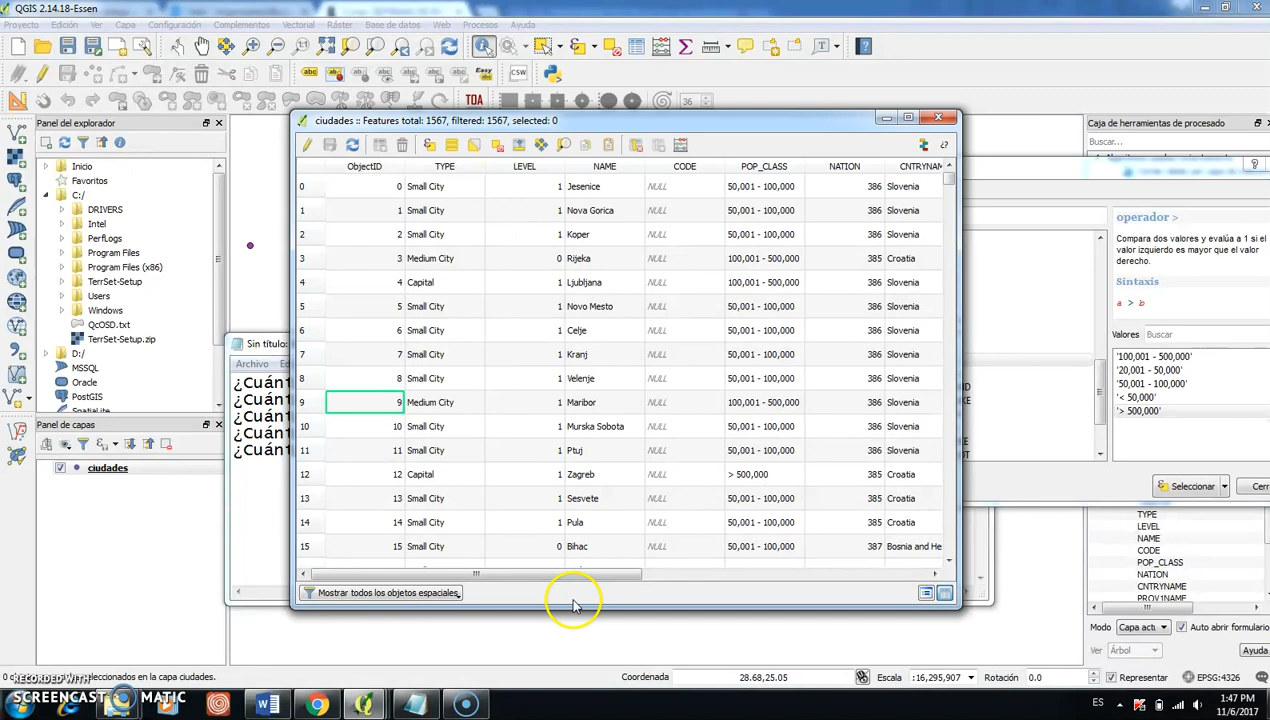 QGIS 2.14.18-Essen
Proyecto Edición Ver Capa Configuración Complementos Vectorial Ráster Base de datos Web Procesos Ayuda
abc abc abc abc abc abc Easy CSW
TOA 36
Panel del explorador
Inicio
Favoritos
C:/
DRIVERS
Intel
PerfLogs
Program Files
Program Files (x86)
TerrSet-Setup
Users
Windows
QcOSD.txt
TerrSet-Setup.zip
D:/
MSSQL
Oracle
PostGIS
SpatiaLite
Panel de capas
ciudades
Sin título:
Archivo
¿Cuánt
¿Cuánt
¿Cuánt
¿Cuánt
¿Cuánt
ciudades :: Features total: 1567, filtered: 1567, selected: 0
ObjectID TYPE LEVEL NAME CODE POP_CLASS NATION CNTRYNAM
0 0 Small City 1 Jesenice NULL 50,001 - 100,000 386 Slovenia
1 1 Small City 1 Nova Gorica NULL 50,001 - 100,000 386 Slovenia
2 2 Small City 1 Koper NULL 50,001 - 100,000 386 Slovenia
3 3 Medium City 0 Rijeka NULL 100,001 - 500,000 385 Croatia
4 4 Capital 1 Ljubljana NULL 100,001 - 500,000 386 Slovenia
5 5 Small City 1 Novo Mesto NULL 50,001 - 100,000 386 Slovenia
6 6 Small City 1 Celje NULL 50,001 - 100,000 386 Slovenia
7 7 Small City 1 Kranj NULL 50,001 - 100,000 386 Slovenia
8 8 Small City 1 Velenje NULL 50,001 - 100,000 386 Slovenia
9 9 Medium City 1 Maribor NULL 100,001 - 500,000 386 Slovenia
10 10 Small City 1 Murska Sobota NULL 50,001 - 100,000 386 Slovenia
11 11 Small City 1 Ptuj NULL 50,001 - 100,000 386 Slovenia
12 12 Capital 1 Zagreb NULL > 500,000 385 Croatia
13 13 Small City 1 Sesvete NULL 50,001 - 100,000 385 Croatia
14 14 Small City 1 Pula NULL 50,001 - 100,000 385 Croatia
15 15 Small City 0 Bihac NULL 50,001 - 100,000 387 Bosnia and He
Mostrar todos los objetos espaciales
Caja de herramientas de procesado
Buscar...
operador >
Compara dos valores y evalúa a 1 si el
valor izquierdo es mayor que el valor
derecho.
Sintaxis
a > b
Valores Buscar
'100,001 - 500,000'
'20,001 - 50,000'
'50,001 - 100,000'
'< 50,000'
'> 500,000'
Seleccionar Cerr
TYPE
LEVEL
NAME
CODE
POP_CLASS
NATION
CNTRYNAME
PROV1NAME
Modo Capa acti Auto abrir formulario
Ver Árbol Ayuda
seleccionados en la capa ciudades.
Coordenada 28.68,25.05 Escala :16,295,907 Rotación 0.0 Representar EPSG:4326
RECORDED WITH
SCREENCAST MATIC
ES 1:47 PM
11/6/2017